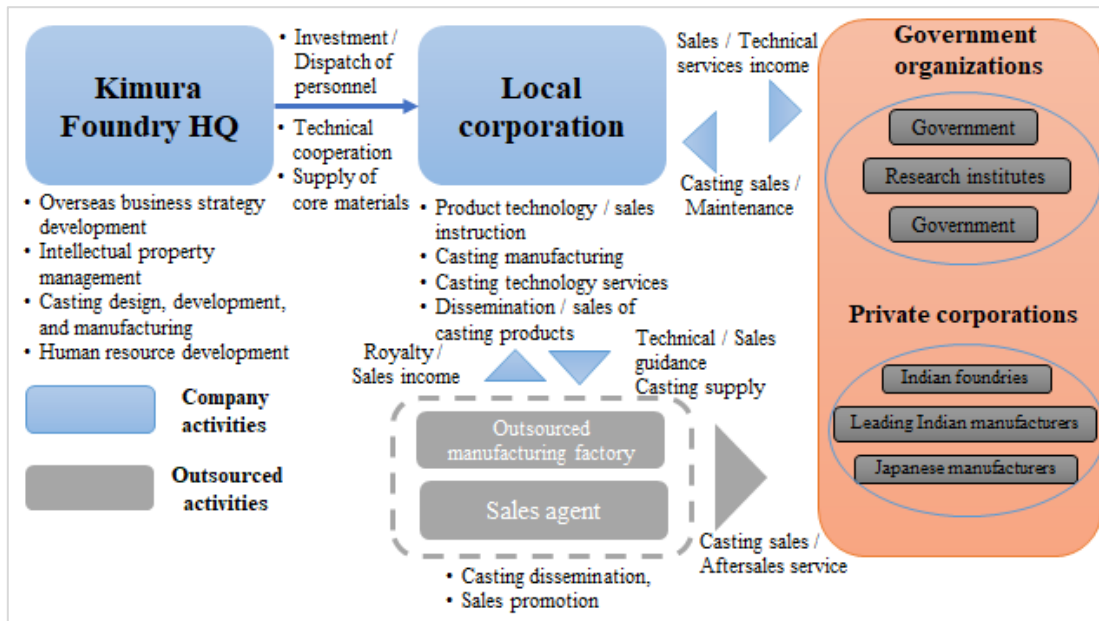 Kimura
Foundry HQ
• Investment /
Dispatch of
personnel
• Technical
cooperation
• Supply of
core materials
Local
corporation
Sales / Technical
services income
Casting sales /
Maintenance
Government
organizations
Government
Research institutes
Government
Private corporations
Indian foundries
Leading Indian manufacturers
Japanese manufacturers
• Overseas business strategy
development
• Intellectual property
management
• Casting design, development,
and manufacturing
• Human resource development
• Product technology / sales
instruction
• Casting manufacturing
• Casting technology services
• Dissemination / sales of
casting products
Royalty /
Sales income
Technical / Sales
guidance
Casting supply
Company
activities
Outsourced
activities
Outsourced
manufacturing factory
Sales agent
Casting sales /
Aftersales service
• Casting dissemination,
• Sales promotion